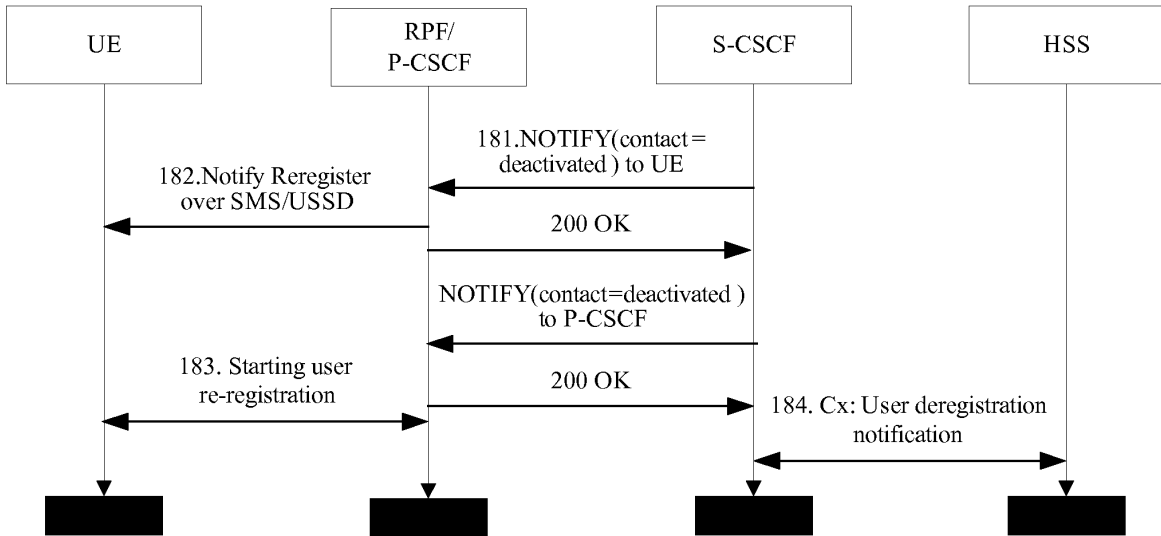 UE
RPF/
P-CSCF
S-CSCF
HSS
181.NOTIFY(contact=
deactivated ) to UE
182.Notify Reregister
over SMS/USSD
200 OK
NOTIFY(contact=deactivated )
to P-CSCF
183. Starting user
re-registration
200 OK
184. Cx: User deregistration
notification